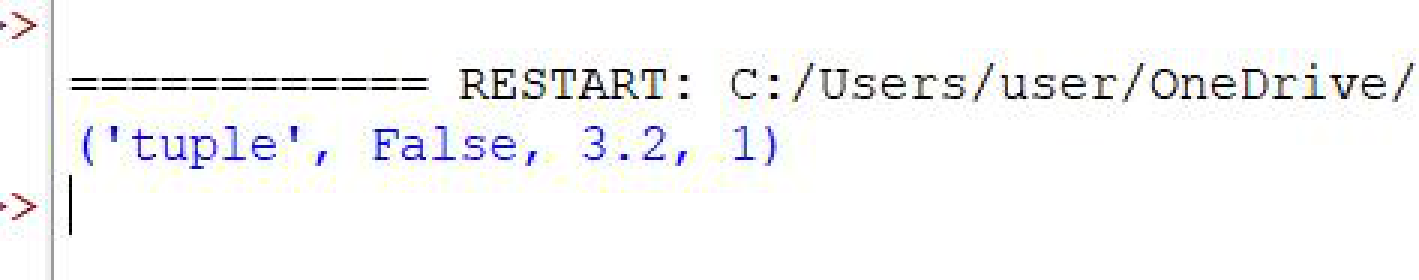 >>
============ RESTART: C:/Users/user/OneDrive/
('tuple', False, 3.2, 1)
>>